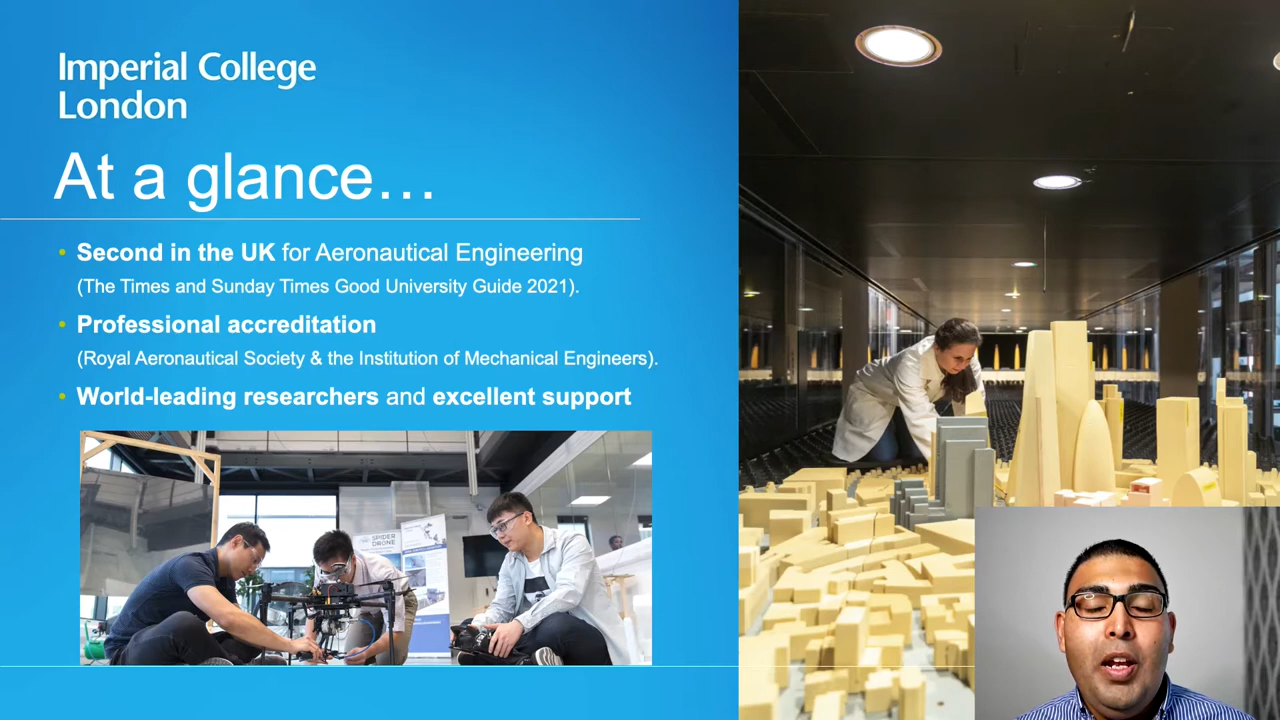 Imperial College
London
At a glance…
• Second in the UK for Aeronautical Engineering
(The Times and Sunday Times Good University Guide 2021).
• Professional accreditation
(Royal Aeronautical Society & the Institution of Mechanical Engineers).
• World-leading researchers and excellent support
SPIDER
DRONE